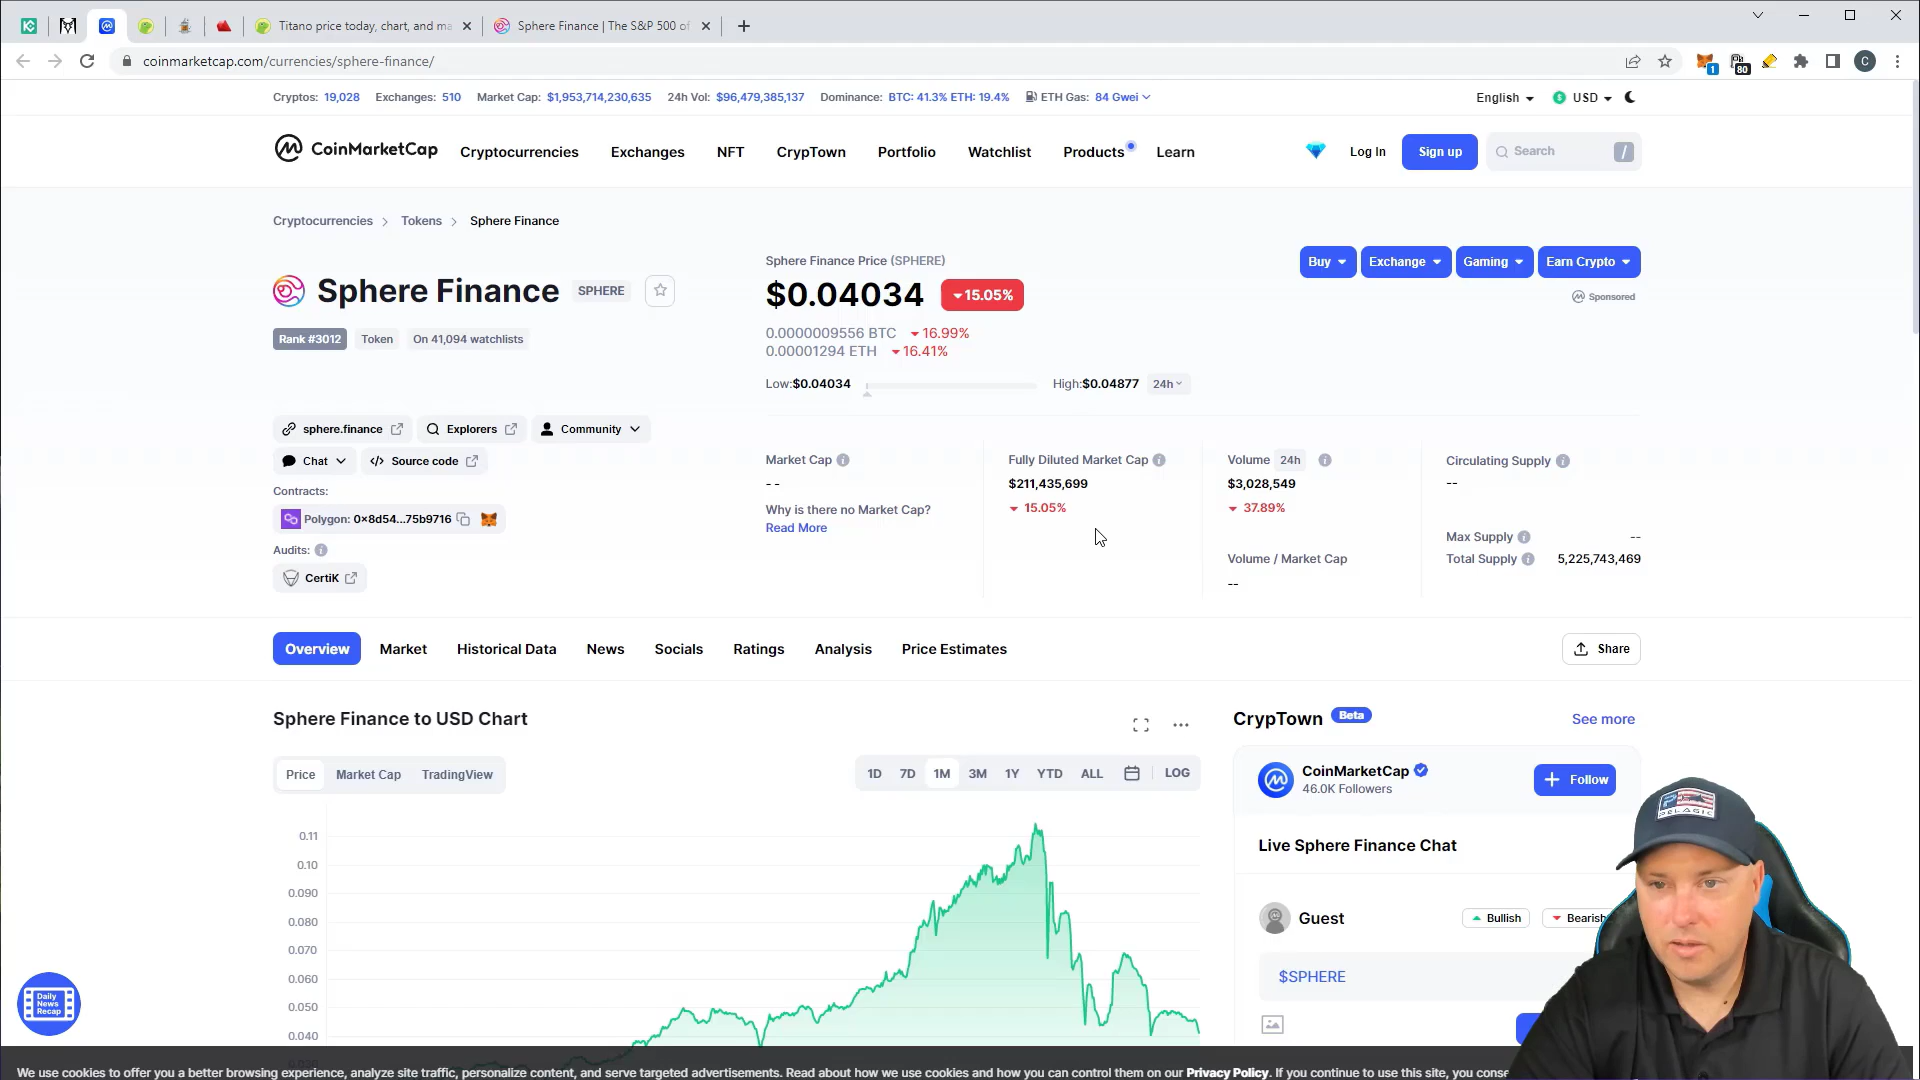 Titano price today, chart, and ma
Sphere Finance | The S&P 500 of
coinmarketcap.com/currencies/sphere-finance/
1
80
C
Cryptos: 19,028 Exchanges: 510 Market Cap: $1,953,714,230,635 24h Vol: $96,479,385,137 Dominance: BTC: 41.3% ETH: 19.4% ETH Gas: 84 Gwei
English USD
CoinMarketCap Cryptocurrencies Exchanges NFT CrypTown Portfolio Watchlist Products Learn Log In Sign up Search /
Cryptocurrencies > Tokens > Sphere Finance
Sphere Finance SPHERE
Rank #3012 Token On 41,094 watchlists
sphere.finance Explorers Community
Chat Source code
Contracts:
Polygon: 0x8d54...75b9716
Audits:
CertiK
Sphere Finance Price (SPHERE)
$0.04034 15.05%
0.0000009556 BTC 16.99%
0.00001294 ETH 16.41%
Low:$0.04034 High:$0.04877 24h
Buy Exchange Gaming Earn Crypto
Sponsored
Market Cap
- -
Why is there no Market Cap?
Read More
Fully Diluted Market Cap
$211,435,699
15.05%
Volume 24h
$3,028,549
37.89%
Volume / Market Cap
--
Circulating Supply
--
Max Supply --
Total Supply 5,225,743,469
Overview Market Historical Data News Socials Ratings Analysis Price Estimates Share
Sphere Finance to USD Chart
Price Market Cap TradingView 1D 7D 1M 3M 1Y YTD ALL LOG
0.11
0.10
0.090
0.080
0.070
0.060
0.050
0.040
CrypTown Beta See more
CoinMarketCap
46.0K Followers
Follow
Live Sphere Finance Chat
Guest Bullish Bearish
$SPHERE
PELAGIC
Daily
News
Recap
We use cookies to offer you a better browsing experience, analyze site traffic, personalize content, and serve targeted advertisements. Read about how we use cookies and how you can control them on our Privacy Policy. If you continue to use this site, you conse